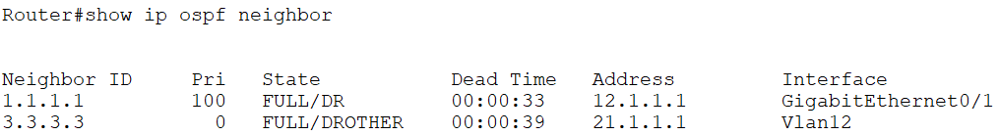 Router#show ip ospf neighbor
Neighbor ID     Pri   State           Dead Time   Address         Interface
1.1.1.1         100   FULL/DR         00:00:33    12.1.1.1        GigabitEthernet0/1
3.3.3.3           0   FULL/DROTHER    00:00:39    21.1.1.1        Vlan12